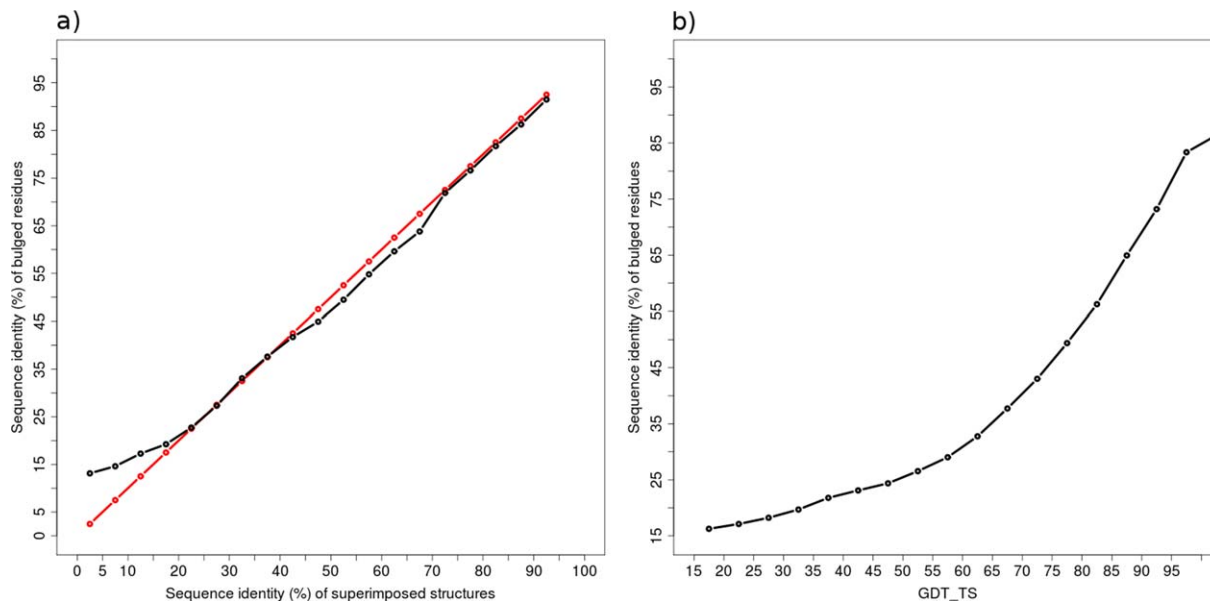 a)
Sequence identity (%) of bulged residues
95
85
75
65
55
45
35
25
15
5
0
0 5 10 20 30 40 50 60 70 80 90 100
Sequence identity (%) of superimposed structures
b)
Sequence identity (%) of bulged residues
95
85
75
65
55
45
35
25
15
15 20 25 30 35 40 45 50 55 60 65 70 75 80 85 90 95
GDT_TS